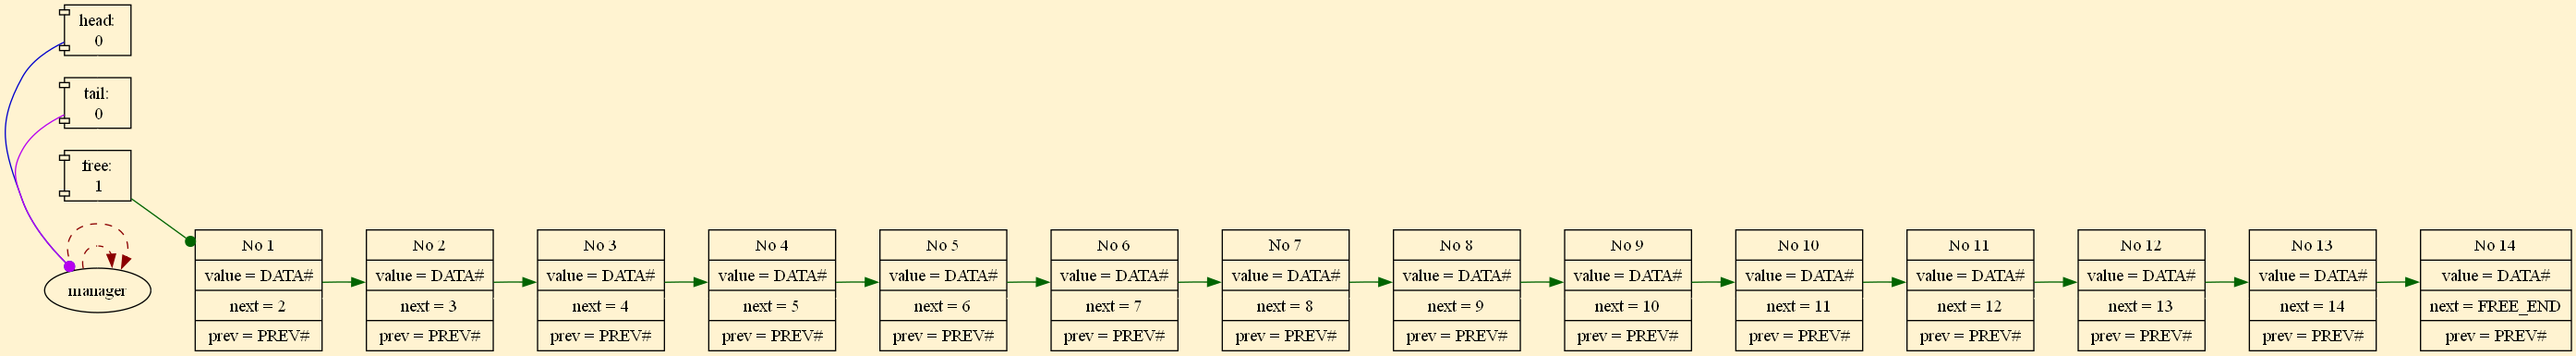 head:
0
tail:
0
free:
1
manager
No 1
value = DATA#
next = 2
prev = PREV#
No 2
value = DATA#
next = 3
prev = PREV#
No 3
value = DATA#
next = 4
prev = PREV#
No 4
value = DATA#
next = 5
prev = PREV#
No 5
value = DATA#
next = 6
prev = PREV#
No 6
value = DATA#
next = 7
prev = PREV#
No 7
value = DATA#
next = 8
prev = PREV#
No 8
value = DATA#
next = 9
prev = PREV#
No 9
value = DATA#
next = 10
prev = PREV#
No 10
value = DATA#
next = 11
prev = PREV#
No 11
value = DATA#
next = 12
prev = PREV#
No 12
value = DATA#
next = 13
prev = PREV#
No 13
value = DATA#
next = 14
prev = PREV#
No 14
value = DATA#
next = FREE_END
prev = PREV#